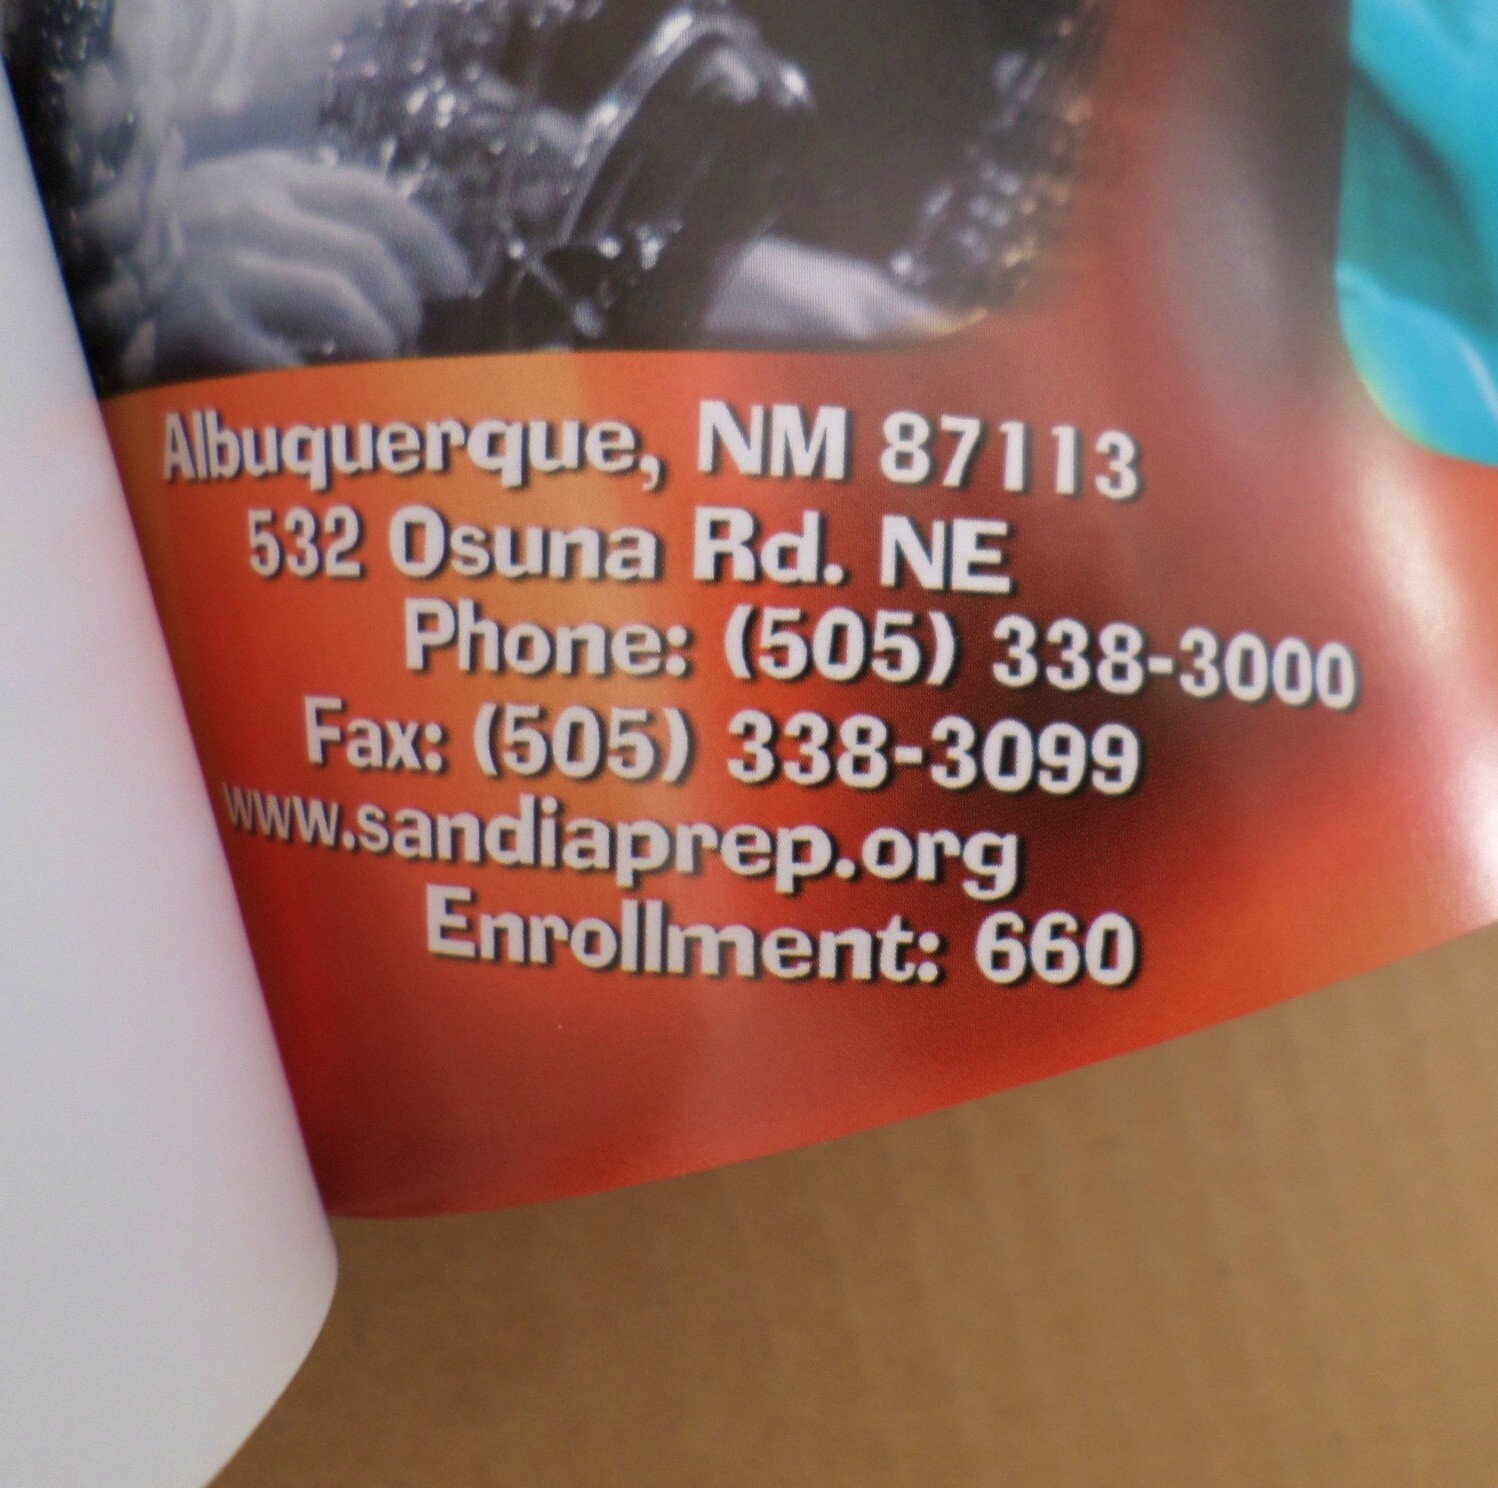 Albuquerque, NM 87113
532 Osuna Rd. NE
Phone: (505) 338-3000
Fax: (505) 338-3099
www.sandiaprep.org
Enrollment: 660